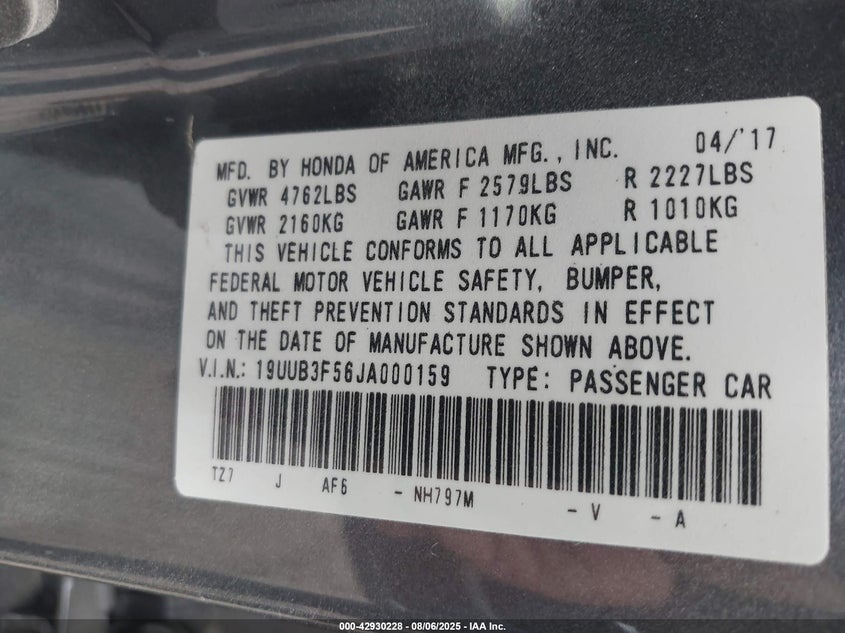 MFD. BY HONDA OF AMERICA MFG., INC. 04/'17
GVWR 4762LBS GAWR F 2579LBS R 2227LBS
GVWR 2160KG GAWR F 1170KG R 1010KG
THIS VEHICLE CONFORMS TO ALL APPLICABLE
FEDERAL MOTOR VEHICLE SAFETY, BUMPER,
AND THEFT PREVENTION STANDARDS IN EFFECT
ON THE DATE OF MANUFACTURE SHOWN ABOVE.
V.I.N.: 19UUB3F56JA000159 TYPE: PASSENGER CAR
TZ7 J AF6 - NH797M - V - A
000-42930228 - 08/06/2025 - IAA Inc.